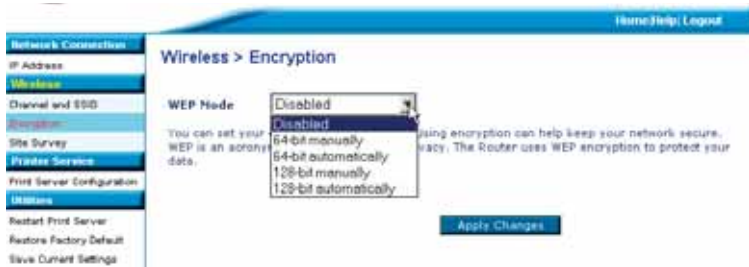 Home|Help| Logout
Network Connection
IP Address
Wireless
Channel and SSID
Encryption
Site Survey
Printer Service
Print Server Configuration
Utilities
Restart Print Server
Restore Factory Default
Save Current Settings
Wireless > Encryption
WEP Mode
Disabled
Disabled
64-bit manually
64-bit automatically
128-bit manually
128-bit automatically
You can set your using encryption can help keep your network secure.
WEP is an acrony vacy. The Router uses WEP encryption to protect your
data.
Apply Changes